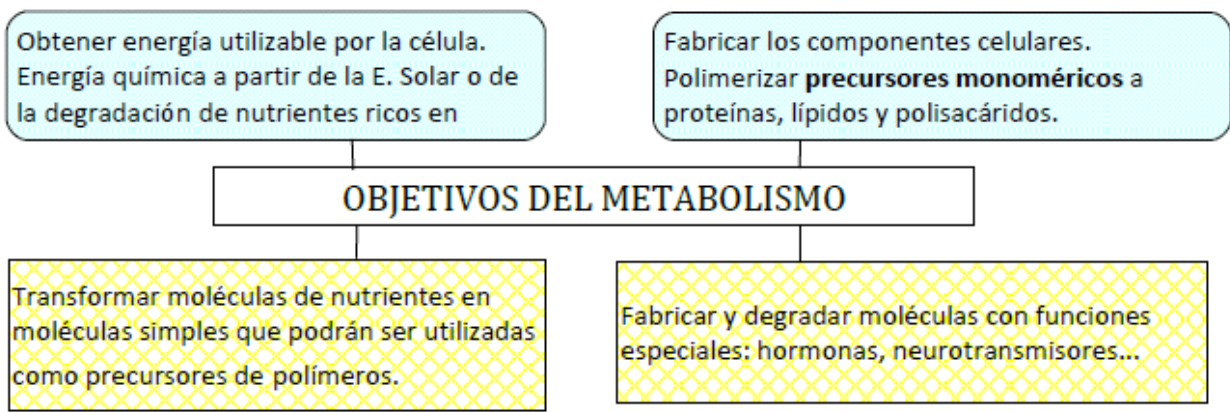 Obtener energía utilizable por la célula.
Energía química a partir de la E. Solar o de
la degradación de nutrientes ricos en
Fabricar los componentes celulares.
Polimerizar precursores monoméricos a
proteínas, lípidos y polisacáridos.
OBJETIVOS DEL METABOLISMO
Transformar moléculas de nutrientes en
moléculas simples que podrán ser utilizadas
como precursores de polímeros.
Fabricar y degradar moléculas con funciones
especiales: hormonas, neurotransmisores...